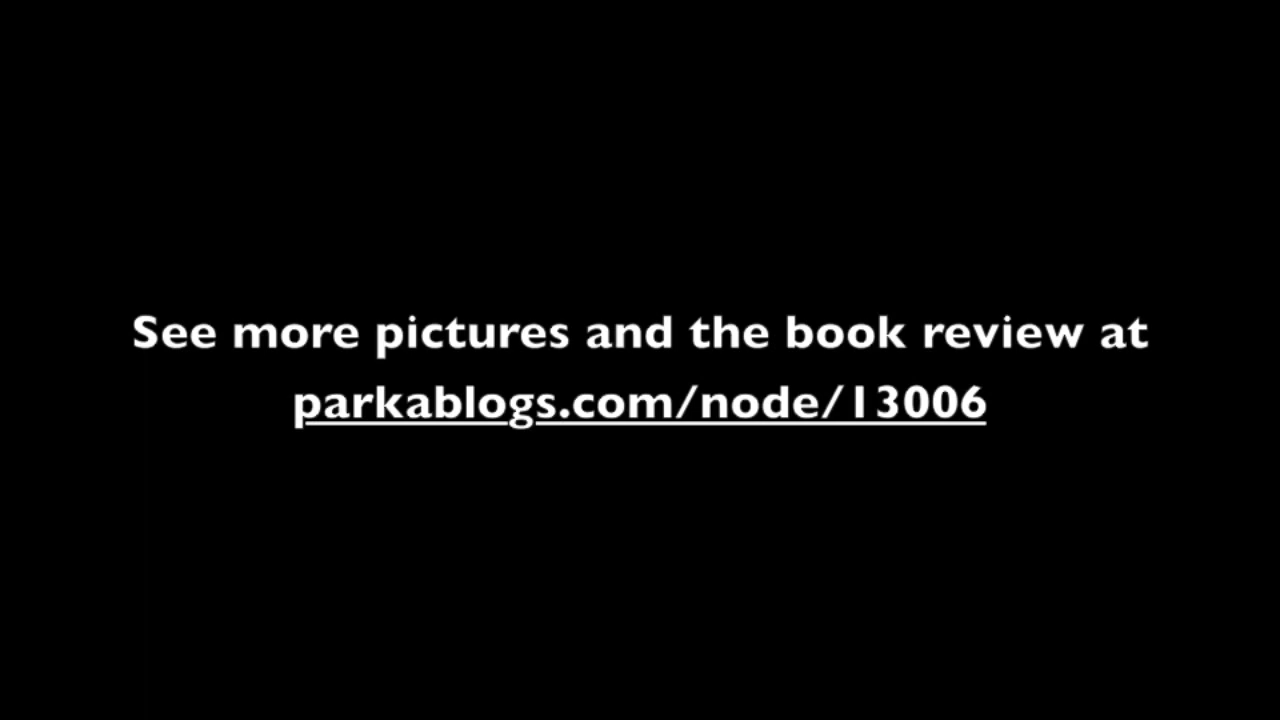 See more pictures and the book review at
parkablogs.com/node/13006